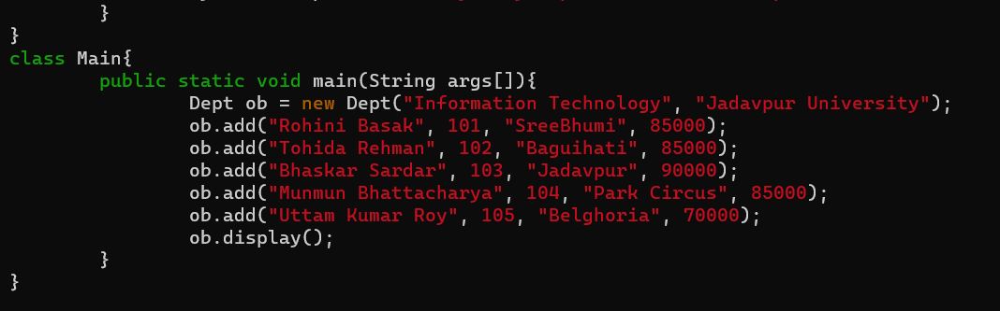 }
}
class Main{
public static void main(String args[]){
Dept ob = new Dept("Information Technology", "Jadavpur University");
ob.add("Rohini Basak", 101, "SreeBhumi", 85000);
ob.add("Tohida Rehman", 102, "Baguihati", 85000);
ob.add("Bhaskar Sardar", 103, "Jadavpur", 90000);
ob.add("Munmun Bhattacharya", 104, "Park Circus", 85000);
ob.add("Uttam Kumar Roy", 105, "Belghoria", 70000);
ob.display();
}
}